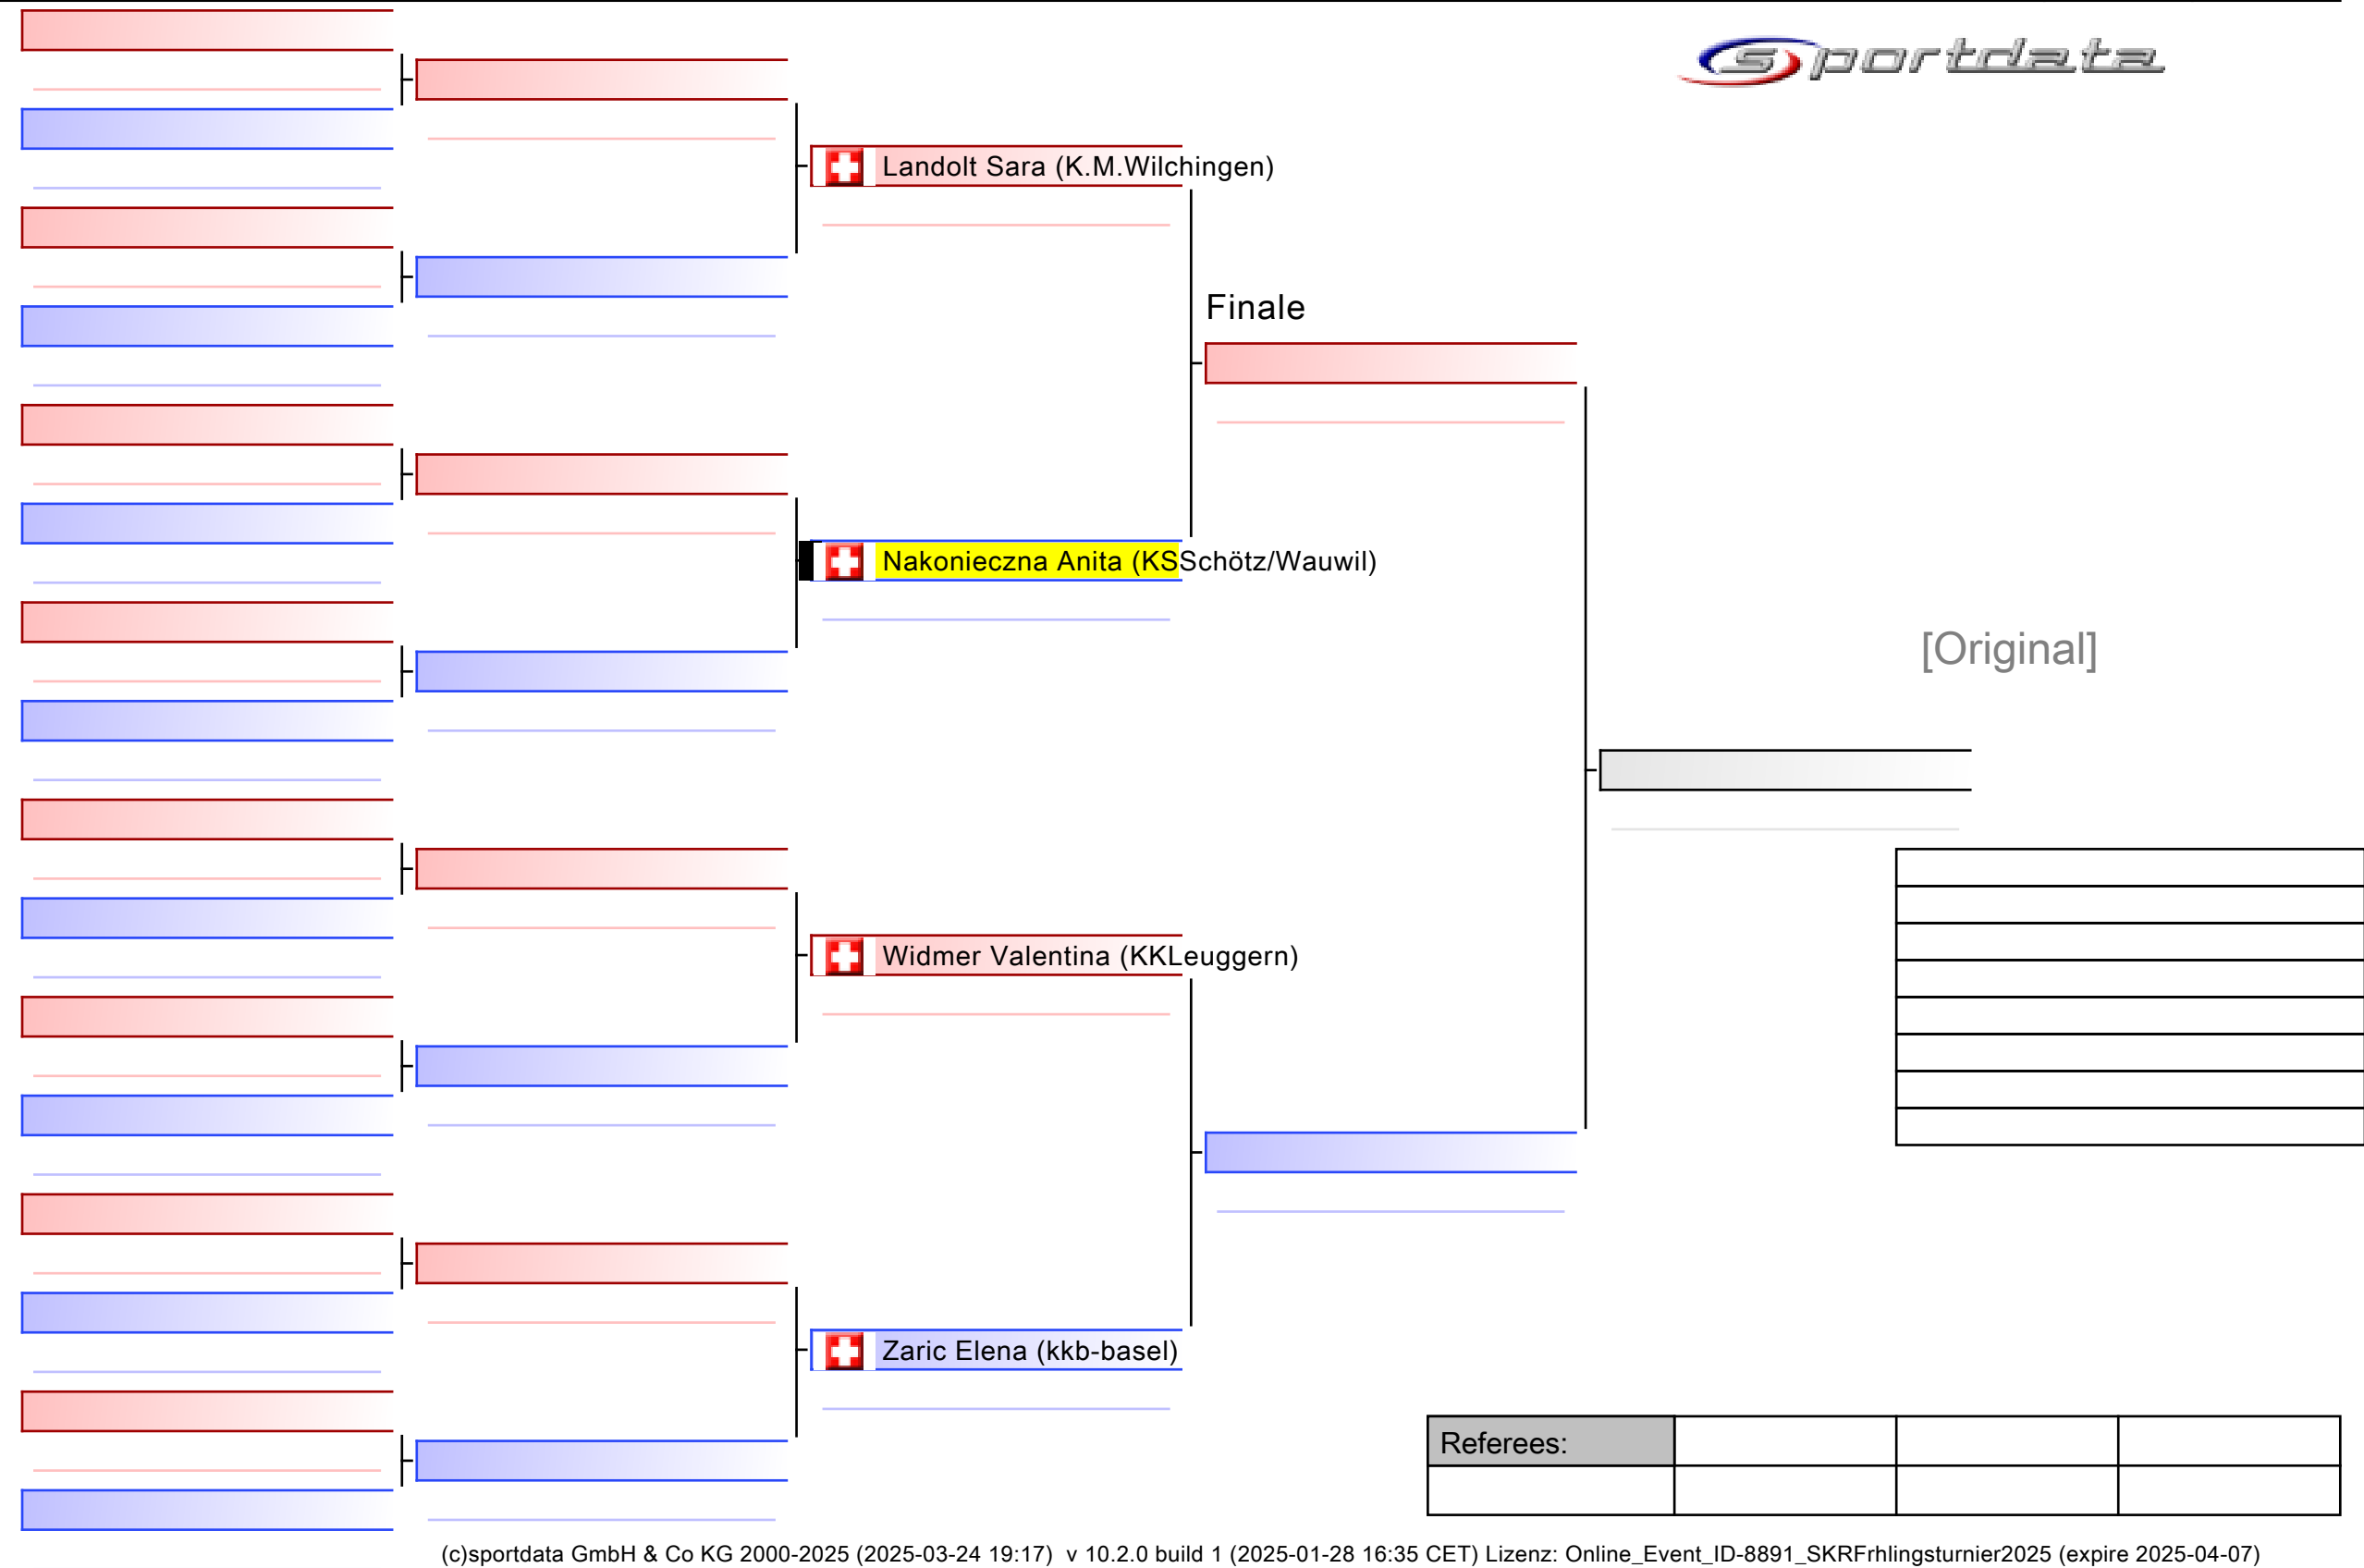 sportdata
Landolt Sara (K.M.Wilchingen)
Finale
Nakonieczna Anita (KSSchötz/Wauwil)
[Original]
Widmer Valentina (KKLeuggern)
Zaric Elena (kkb-basel)
Referees:
(c)sportdata GmbH & Co KG 2000-2025 (2025-03-24 19:17) v 10.2.0 build 1 (2025-01-28 16:35 CET) Lizenz: Online_Event_ID-8891_SKRFrhlingsturnier2025 (expire 2025-04-07)